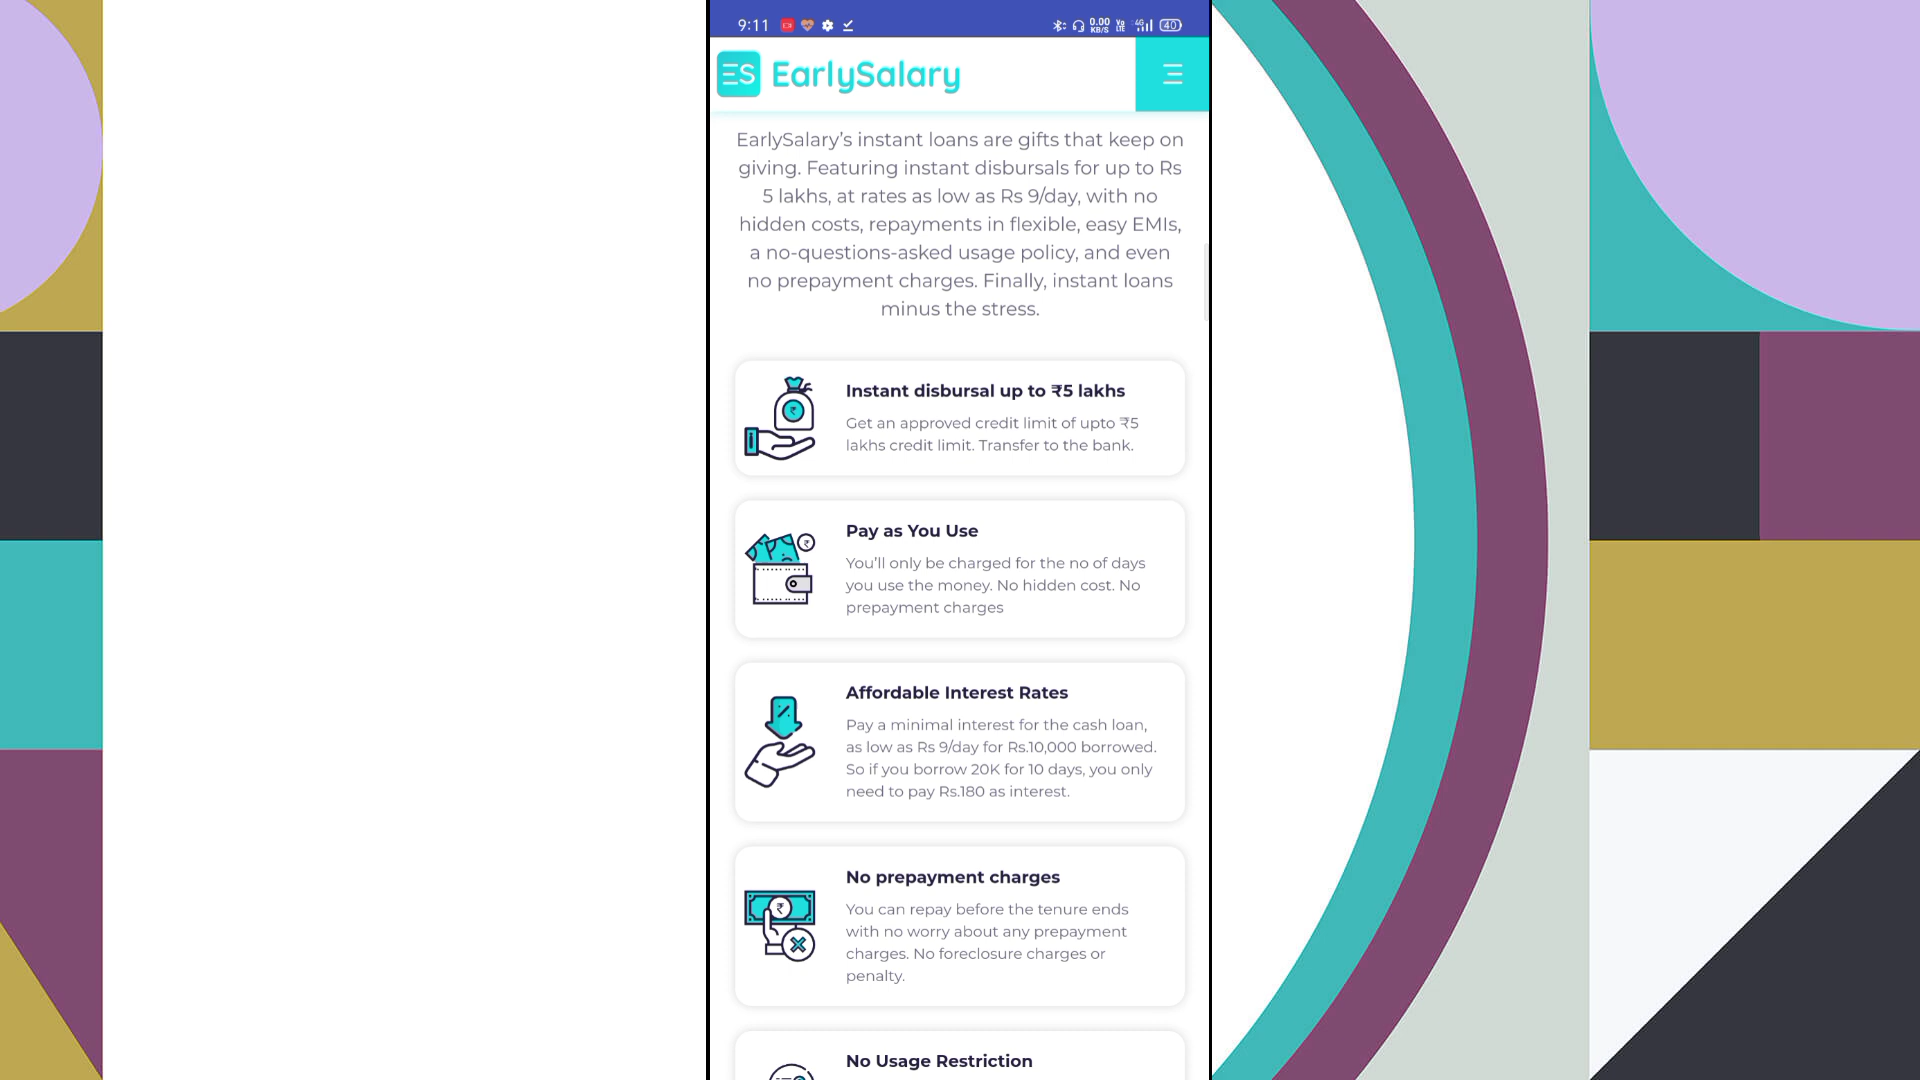 9:11
0.00
KB/S
Vo
LTE
4G
40
ES EarlySalary
EarlySalary’s instant loans are gifts that keep on
giving. Featuring instant disbursals for up to Rs
5 lakhs, at rates as low as Rs 9/day, with no
hidden costs, repayments in flexible, easy EMIs,
a no-questions-asked usage policy, and even
no prepayment charges. Finally, instant loans
minus the stress.
Instant disbursal up to ₹5 lakhs
Get an approved credit limit of upto ₹5
lakhs credit limit. Transfer to the bank.
Pay as You Use
You’ll only be charged for the no of days
you use the money. No hidden cost. No
prepayment charges
Affordable Interest Rates
Pay a minimal interest for the cash loan,
as low as Rs 9/day for Rs.10,000 borrowed.
So if you borrow 20K for 10 days, you only
need to pay Rs.180 as interest.
No prepayment charges
You can repay before the tenure ends
with no worry about any prepayment
charges. No foreclosure charges or
penalty.
No Usage Restriction